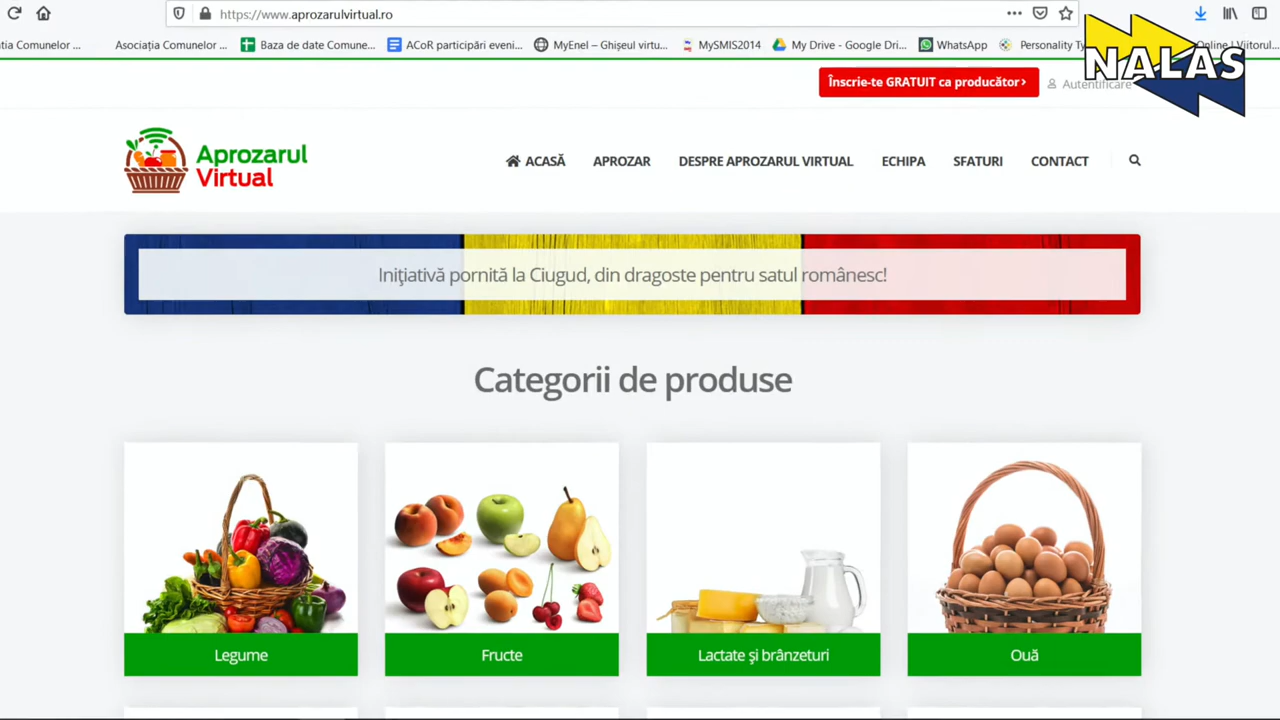 https://www.aprozarulvirtual.ro
ția Comunelor ...
Asociația Comunelor ...
Baza de date Comune...
ACoR participări eveni...
MyEnel – Ghișeul virtu...
MySMIS2014
My Drive - Google Dri...
WhatsApp
Personality Ty
Online | Viitorul...
NALAS
Înscrie-te GRATUIT ca producător
Autentificare
Aprozarul
Virtual
ACASĂ
APROZAR
DESPRE APROZARUL VIRTUAL
ECHIPA
SFATURI
CONTACT
Inițiativă pornită la Ciugud, din dragoste pentru satul românesc!
Categorii de produse
Legume
Fructe
Lactate și brânzeturi
Ouă